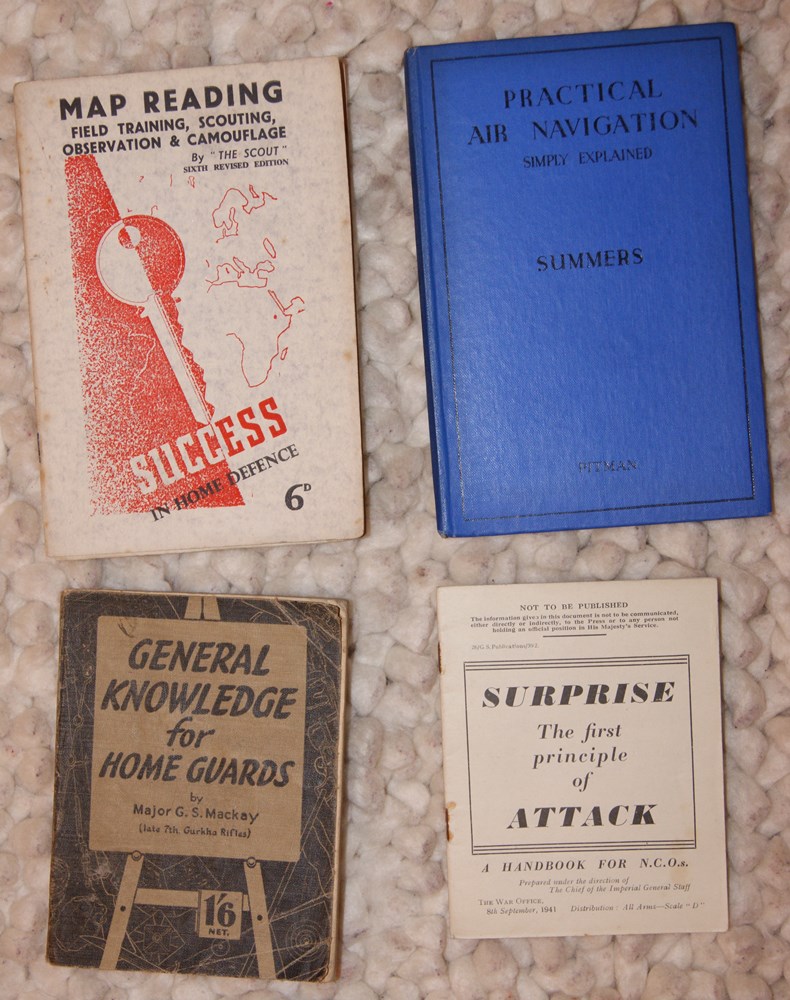 MAP READING
FIELD TRAINING, SCOUTING,
OBSERVATION & CAMOUFLAGE
By "THE SCOUT"
SIXTH REVISED EDITION
SUCCESS
IN HOME DEFENCE
6D
PRACTICAL
AIR NAVIGATION
SIMPLY EXPLAINED
SUMMERS
PITMAN
GENERAL
KNOWLEDGE
for
HOME GUARDS
by
Major G. S. Mackay
(late 7th. Gurkha Rifles)
1'6
NET.
NOT TO BE PUBLISHED
The information given in this document is not to be communicated,
either directly or indirectly, to the Press or to any person not
holding an official position in His Majesty's Service.
SURPRISE
The first
principle
of
ATTACK
A HANDBOOK FOR N.C.O.s.
Prepared under the direction of
The Chief of the Imperial General Staff
THE WAR OFFICE,
8th September, 1941 Distribution: All Arms—Scale "D"